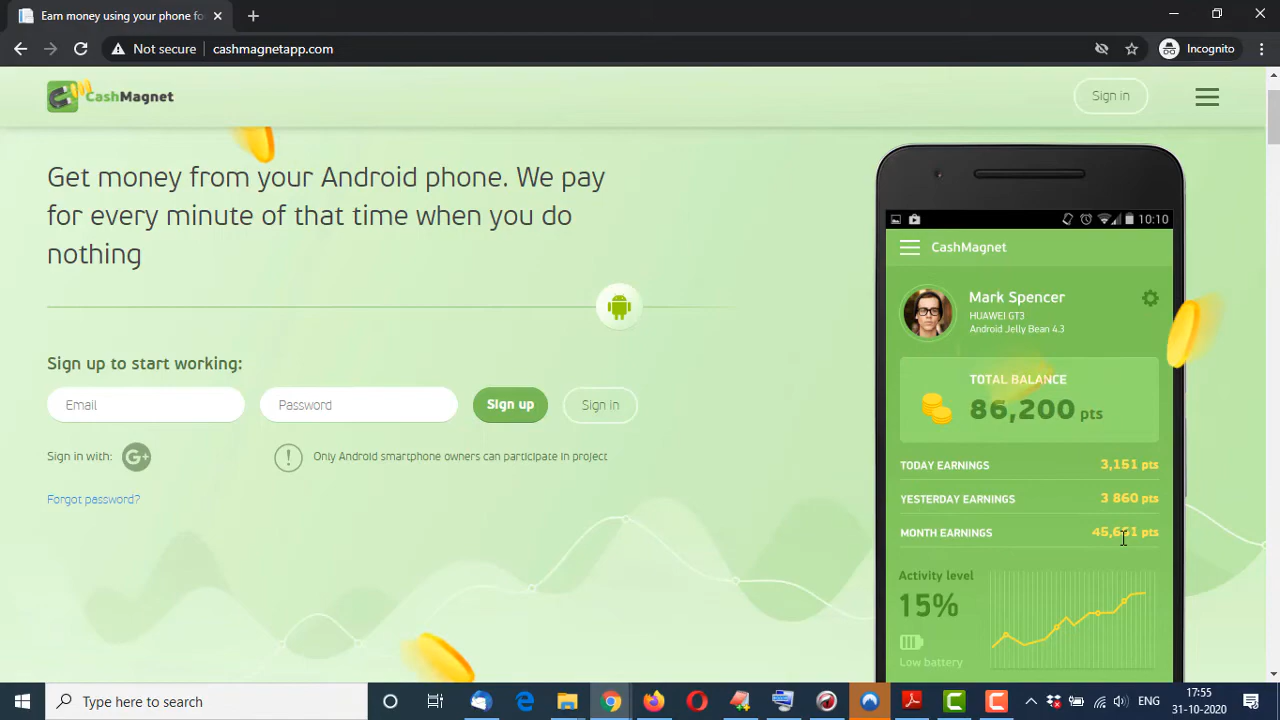 Earn money using your phone fo
Not secure
cashmagnetapp.com
Incognito
CashMagnet
Sign in
Get money from your Android phone. We pay
for every minute of that time when you do
nothing
Sign up to start working:
Email
Password
Sign up
Sign in
Sign in with:
G+
Only Android smartphone owners can participate in project
Forgot password?
10:10
CashMagnet
Mark Spencer
HUAWEI GT3
Android Jelly Bean 4.3
TOTAL BALANCE
86,200 pts
TODAY EARNINGS 3,151 pts
YESTERDAY EARNINGS 3 860 pts
MONTH EARNINGS pts
Activity level
15%
Low battery
Type here to search
ENG
17:55
31-10-2020